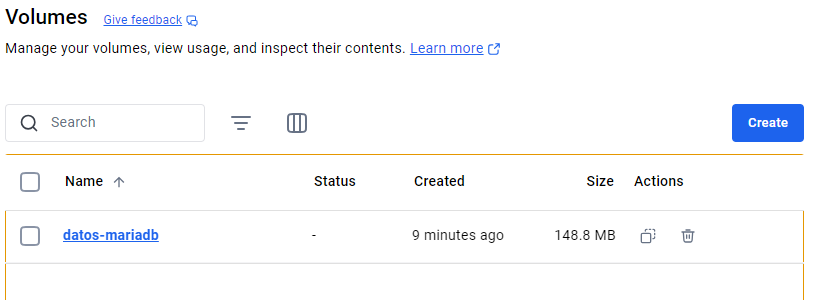 Volumes Give feedback
Manage your volumes, view usage, and inspect their contents. Learn more
Search
Create
Name Status Created Size Actions
datos-mariadb - 9 minutes ago 148.8 MB